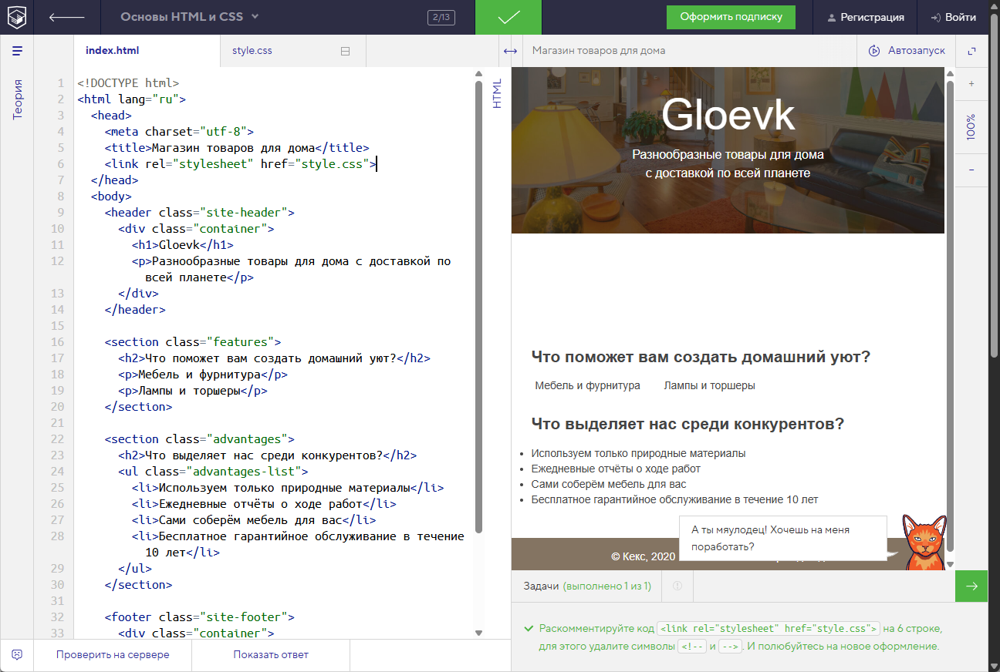 Основы HTML и CSS
2/13
Оформить подписку
Регистрация
Войти
index.html
style.css
Магазин товаров для дома
Автозапуск
Теория
1 <!DOCTYPE html>
2 <html lang="ru">
3 <head>
4 <meta charset="utf-8">
5 <title>Магазин товаров для дома</title>
6 <link rel="stylesheet" href="style.css">
7 </head>
8 <body>
9 <header class="site-header">
10 <div class="container">
11 <h1>Gloevk</h1>
12 <p>Разнообразные товары для дома с доставкой по
всей планете</p>
13 </div>
14 </header>
15
16 <section class="features">
17 <h2>Что поможет вам создать домашний уют?</h2>
18 <p>Мебель и фурнитура</p>
19 <p>Лампы и торшеры</p>
20 </section>
21
22 <section class="advantages">
23 <h2>Что выделяет нас среди конкурентов?</h2>
24 <ul class="advantages-list">
25 <li>Используем только природные материалы</li>
26 <li>Ежедневные отчёты о ходе работ</li>
27 <li>Сами соберём мебель для вас</li>
28 <li>Бесплатное гарантийное обслуживание в течение
10 лет</li>
29 </ul>
30 </section>
31
32 <footer class="site-footer">
33 <div class="container">
Проверить на сервере
Показать ответ
HTML
Gloevk
Разнообразные товары для дома
с доставкой по всей планете
Что поможет вам создать домашний уют?
Мебель и фурнитура Лампы и торшеры
Что выделяет нас среди конкурентов?
Используем только природные материалы
Ежедневные отчёты о ходе работ
Сами соберём мебель для вас
Бесплатное гарантийное обслуживание в течение 10 лет
© Кекс, 2020
А ты мяулодец! Хочешь на меня
поработать?
+
100%
−
Задачи (выполнено 1 из 1)
Раскомментируйте код <link rel="stylesheet" href="style.css"> на 6 строке,
для этого удалите символы <!-- и -->. И полюбуйтесь на новое оформление.